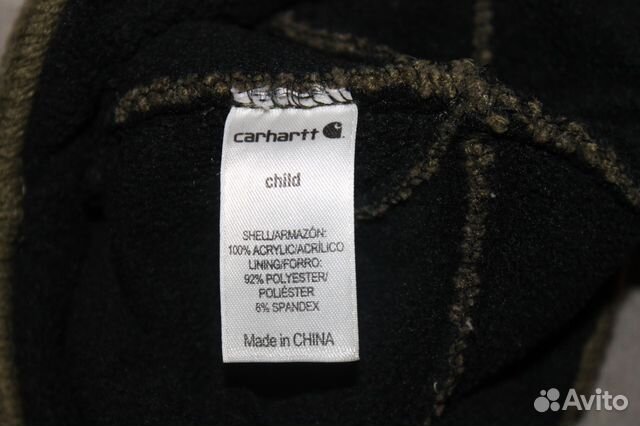 carhartt
child
SHELL/ARMAZÓN:
100% ACRYLIC/ACRÍLICO
LINING/FORRO:
92% POLYESTER/
POLIÉSTER
8% SPANDEX
Made in CHINA
Avito